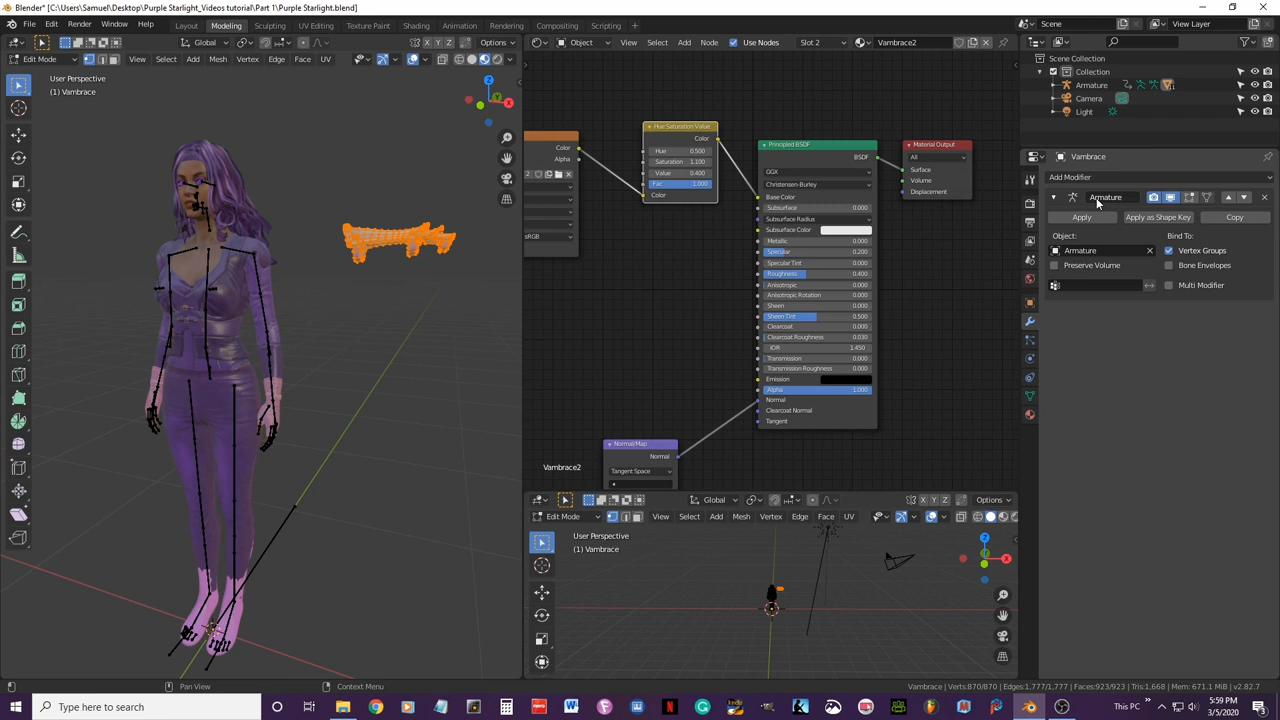 Blender* [C:\Users\Samuel\Desktop\Purple Starlight_Videos tutorial\Part 1\Purple Starlight.blend]
File Edit Render Window Help Layout Modeling Sculpting UV Editing Texture Paint Shading Animation Rendering Compositing Scripting Scene View Layer
Global Options
Edit Mode View Select Add Mesh Vertex Edge Face UV
User Perspective
(1) Vambrace
Object View Select Add Node Use Nodes Slot 2 Vambrace2
Color
Alpha
2
sRGB
Hue Saturation Value
Color
Hue 0.500
Saturation 1.100
Value 0.400
Fac 1.000
Color
Principled BSDF
BSDF
GGX
Christensen-Burley
Base Color
Subsurface 0.000
Subsurface Radius
Subsurface Color
Metallic 0.000
Specular 0.200
Specular Tint 0.000
Roughness 0.400
Anisotropic 0.000
Anisotropic Rotation 0.000
Sheen 0.000
Sheen Tint 0.500
Clearcoat 0.000
Clearcoat Roughness 0.030
IOR 1.450
Transmission 0.000
Transmission Roughness 0.000
Emission
Alpha 1.000
Normal
Clearcoat Normal
Tangent
Material Output
All
Surface
Volume
Displacement
Normal Map
Normal
Tangent Space
Vambrace2
Global Options
Edit Mode View Select Add Mesh Vertex Edge Face UV
User Perspective
(1) Vambrace
Scene Collection
Collection
Armature
Camera
Light
Vambrace
Add Modifier
Armature
Apply Apply as Shape Key Copy
Object: Bind To:
Armature Vertex Groups
Preserve Volume Bone Envelopes
Multi Modifier
Pan View Context Menu Vambrace | Verts:870/870 | Edges:1,777/1,777 | Faces:923/923 | Tris:1,668 | Mem: 671.1 MiB | v2.82.7
Type here to search This PC 5:59 PM
3/5/2020